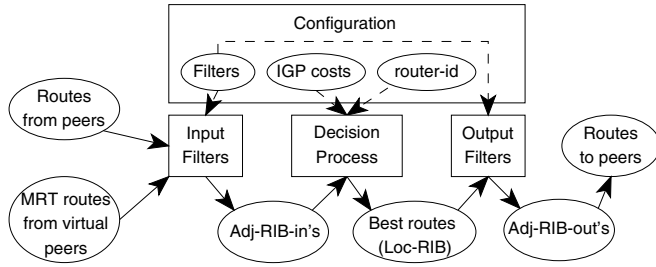 Configuration
Filters
IGP costs
router-id
Routes
from peers
Input
Filters
Decision
Process
Output
Filters
Routes
to peers
MRT routes
from virtual
peers
Adj-RIB-in's
Best routes
(Loc-RIB)
Adj-RIB-out's